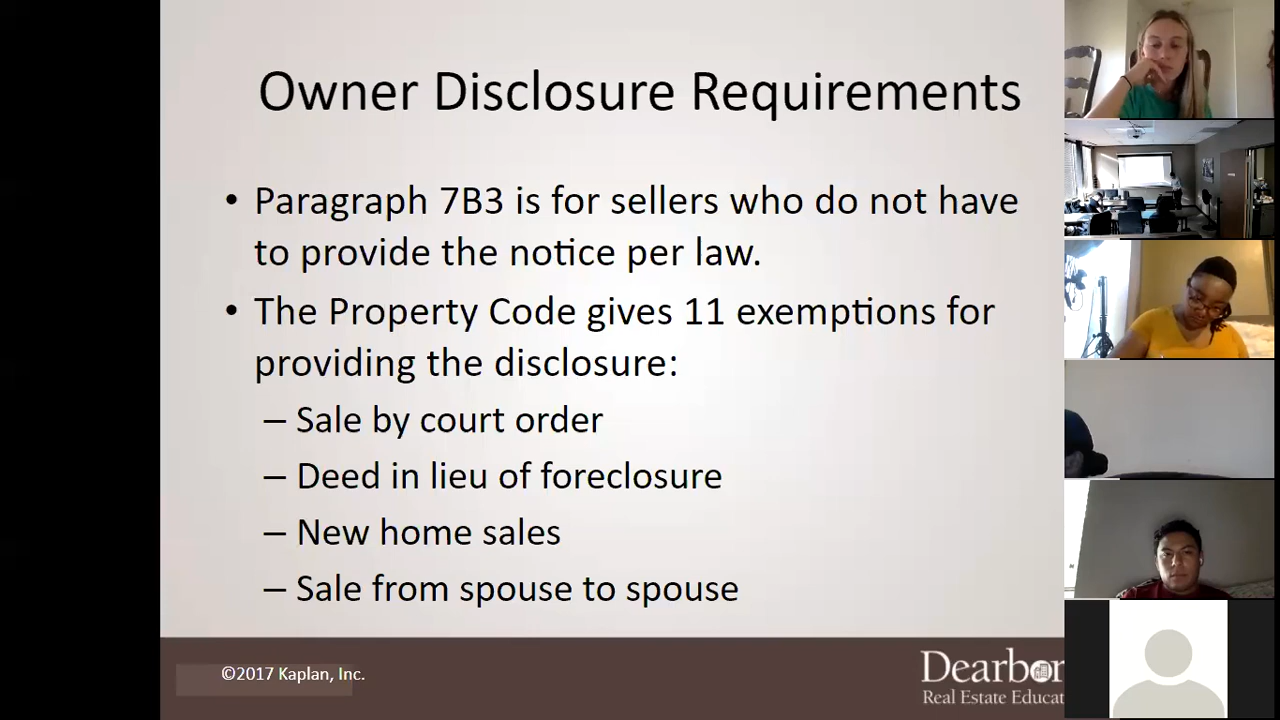 Owner Disclosure Requirements
• Paragraph 7B3 is for sellers who do not have
to provide the notice per law.
• The Property Code gives 11 exemptions for
providing the disclosure:
– Sale by court order
– Deed in lieu of foreclosure
– New home sales
– Sale from spouse to spouse
©2017 Kaplan, Inc.
Dearbor
Real Estate Educat